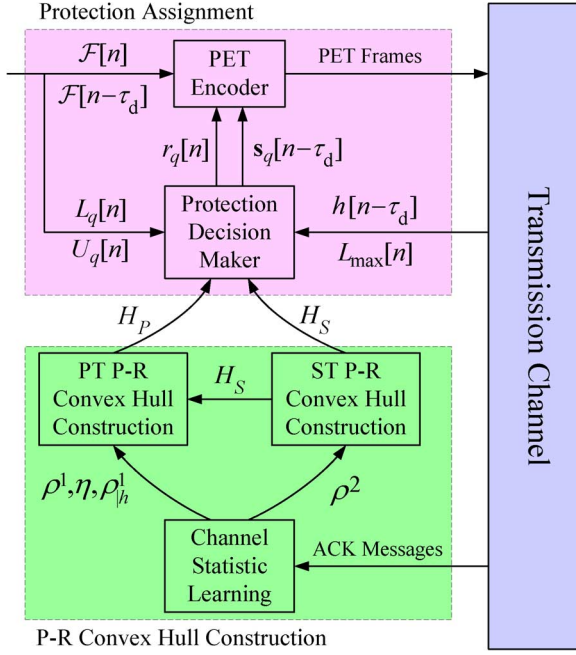 Protection Assignment
ℱ[n]
ℱ[n−τd]
PET
Encoder
PET Frames
rq[n]
sq[n−τd]
Lq[n]
Uq[n]
Protection
Decision
Maker
h[n−τd]
Lmax[n]
Transmission Channel
HP
HS
PT P-R
Convex Hull
Construction
HS
ST P-R
Convex Hull
Construction
ρ¹,η,ρ¹|h
ρ²
Channel
Statistic
Learning
ACK Messages
P-R Convex Hull Construction